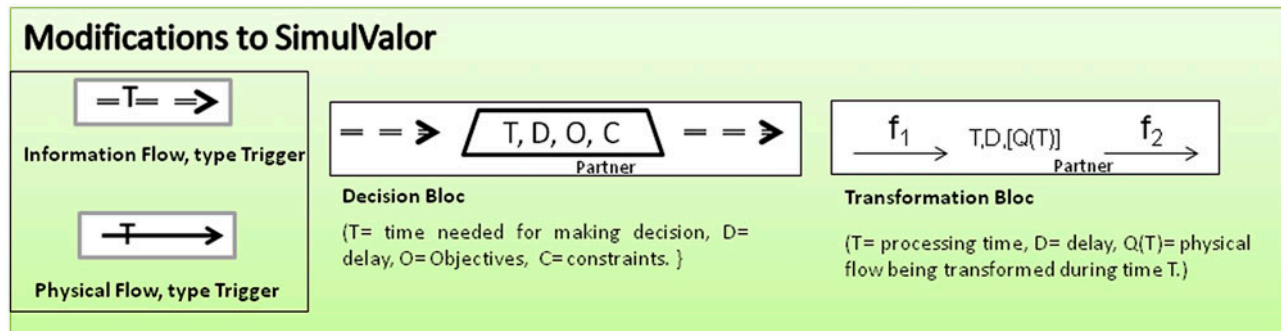 Modifications to SimulValor
T
Information Flow, type Trigger
T
Physical Flow, type Trigger
T, D, O, C
Partner
Decision Bloc
(T= time needed for making decision, D=
delay, O= Objectives, C= constraints. }
f1
T,D,[Q(T)]
f2
Partner
Transformation Bloc
(T= processing time, D= delay, Q(T)= physical
flow being transformed during time T.)